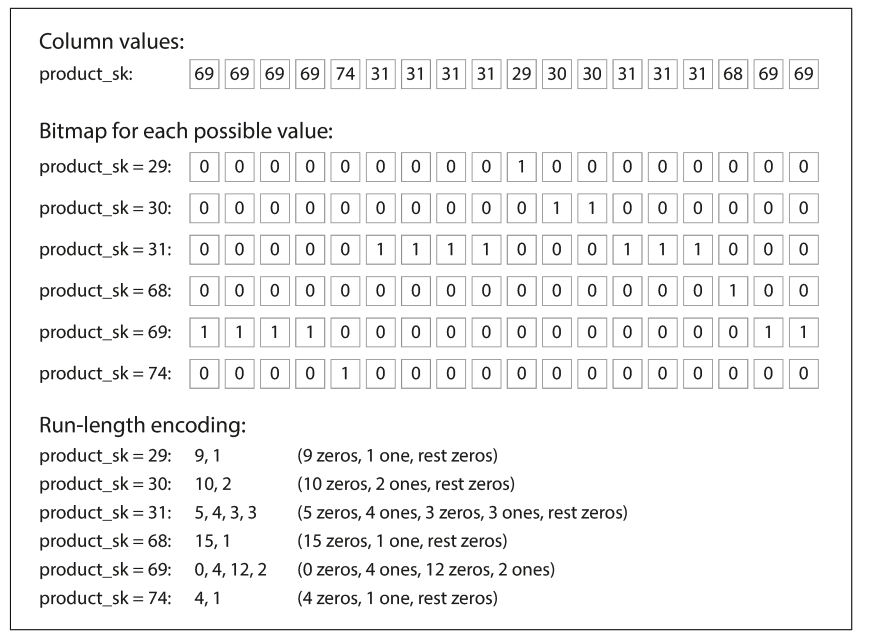 Column values:
product_sk: 69 69 69 69 74 31 31 31 31 29 30 30 31 31 31 68 69 69
Bitmap for each possible value:
product_sk = 29: 0 0 0 0 0 0 0 0 0 1 0 0 0 0 0 0 0 0
product_sk = 30: 0 0 0 0 0 0 0 0 0 0 1 1 0 0 0 0 0 0
product_sk = 31: 0 0 0 0 0 1 1 1 1 0 0 0 1 1 1 0 0 0
product_sk = 68: 0 0 0 0 0 0 0 0 0 0 0 0 0 0 0 1 0 0
product_sk = 69: 1 1 1 1 0 0 0 0 0 0 0 0 0 0 0 0 1 1
product_sk = 74: 0 0 0 0 1 0 0 0 0 0 0 0 0 0 0 0 0 0
Run-length encoding:
product_sk = 29: 9, 1 (9 zeros, 1 one, rest zeros)
product_sk = 30: 10, 2 (10 zeros, 2 ones, rest zeros)
product_sk = 31: 5, 4, 3, 3 (5 zeros, 4 ones, 3 zeros, 3 ones, rest zeros)
product_sk = 68: 15, 1 (15 zeros, 1 one, rest zeros)
product_sk = 69: 0, 4, 12, 2 (0 zeros, 4 ones, 12 zeros, 2 ones)
product_sk = 74: 4, 1 (4 zeros, 1 one, rest zeros)